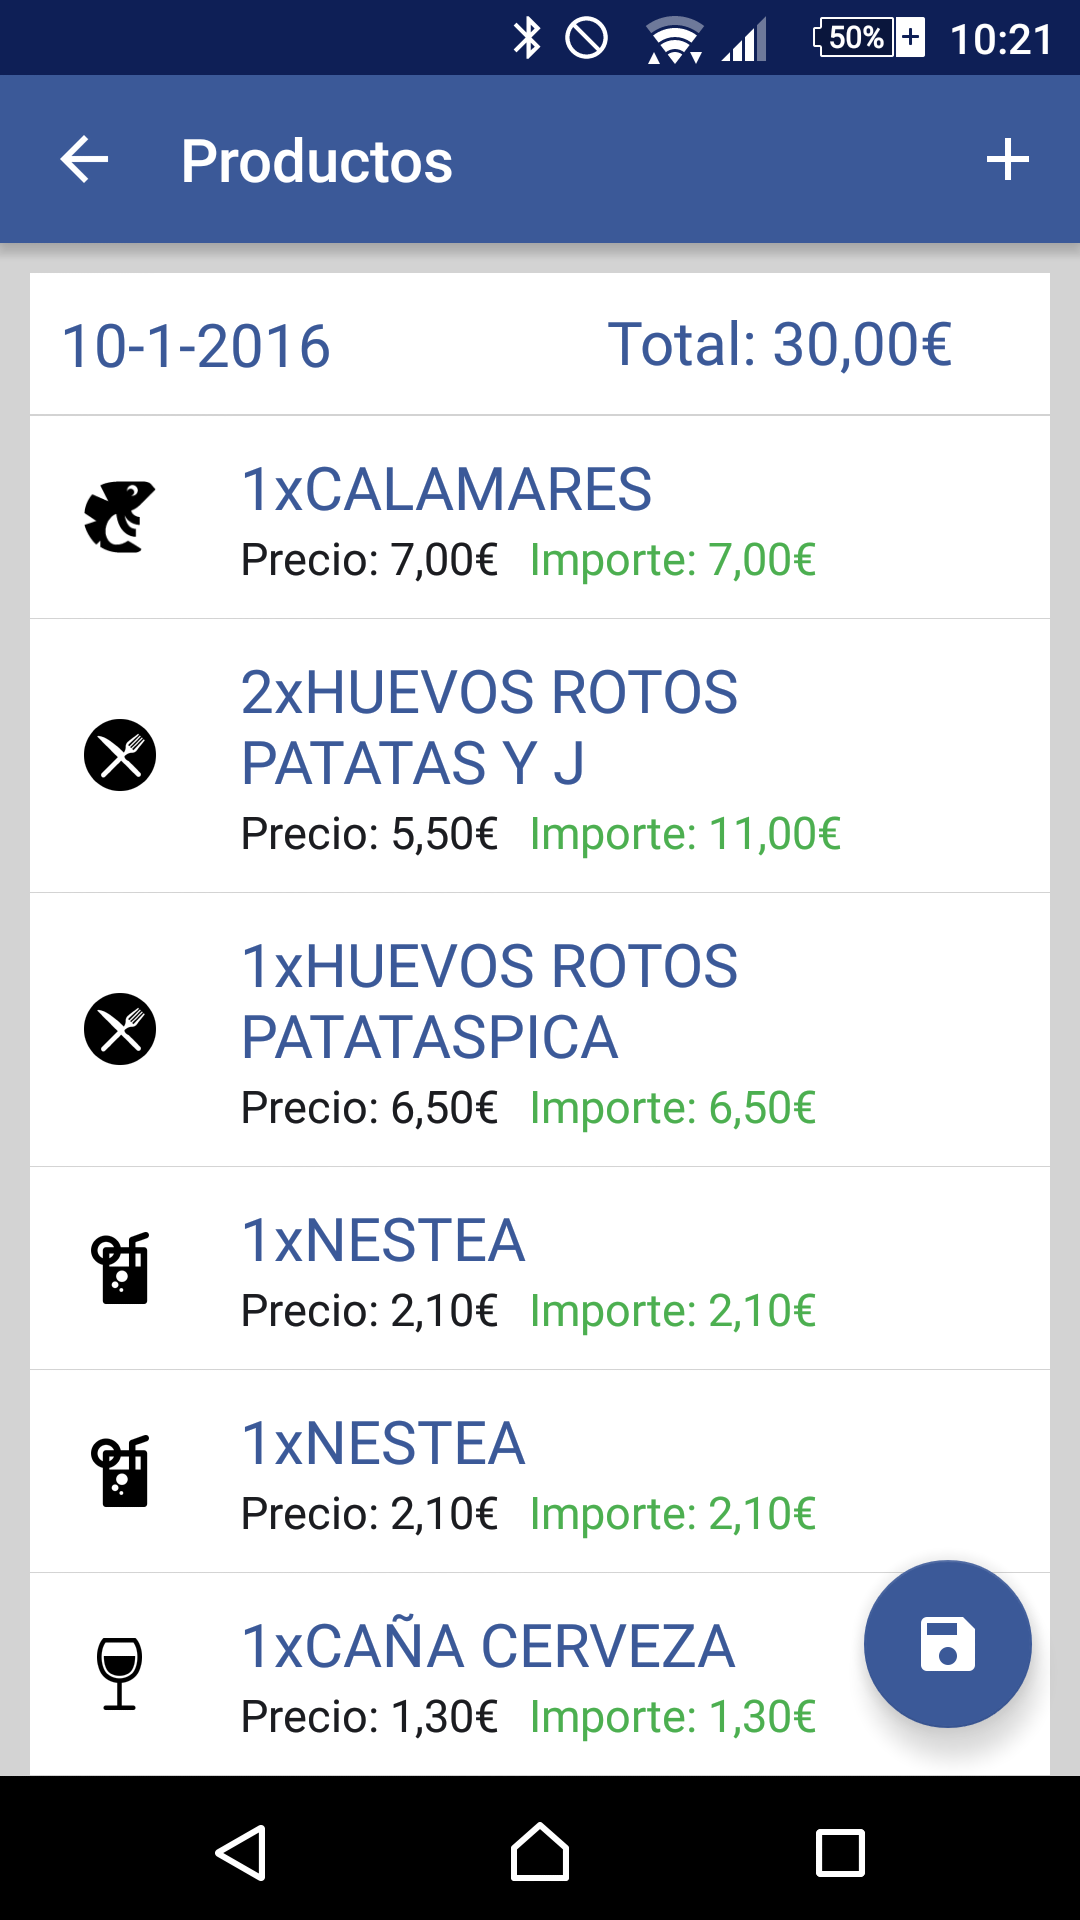 50% 10:21
Productos
10-1-2016 Total: 30,00€
1xCALAMARES
Precio: 7,00€ Importe: 7,00€
2xHUEVOS ROTOS
PATATAS Y J
Precio: 5,50€ Importe: 11,00€
1xHUEVOS ROTOS
PATATASPICA
Precio: 6,50€ Importe: 6,50€
1xNESTEA
Precio: 2,10€ Importe: 2,10€
1xNESTEA
Precio: 2,10€ Importe: 2,10€
1xCAÑA CERVEZA
Precio: 1,30€ Importe: 1,30€